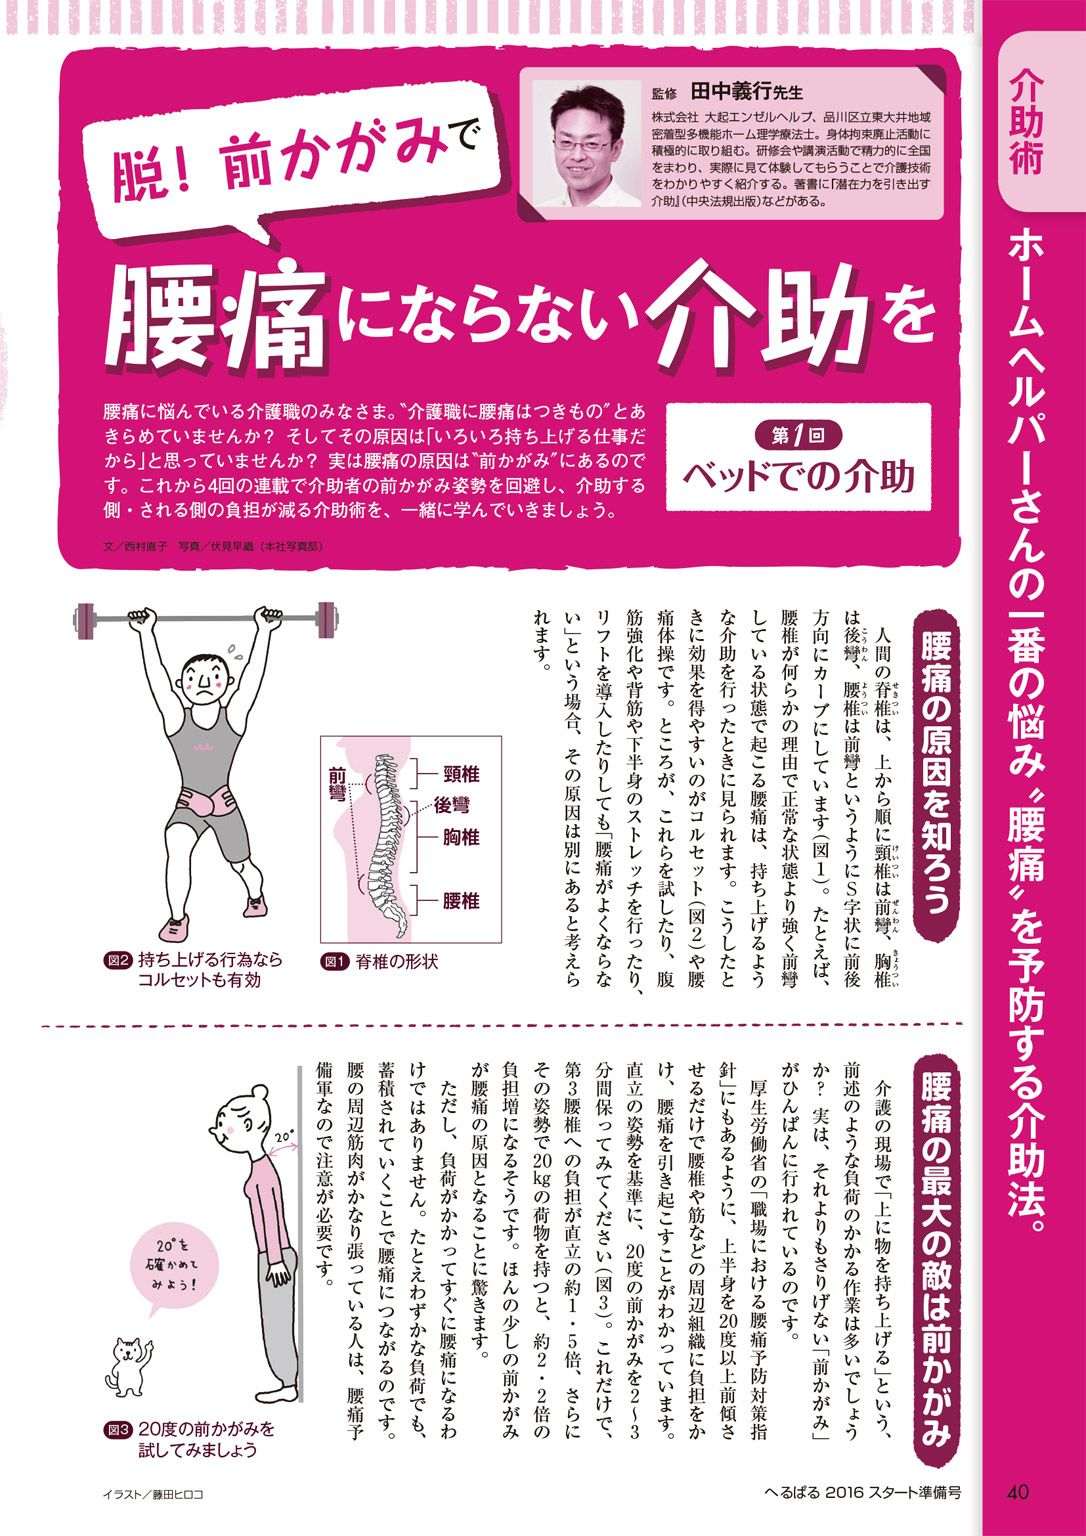 介助術
ホームヘルパーさんの一番の悩み〝腰痛〟を予防する介助法。
脱！前かがみで
腰痛にならない介助を
監修　田中義行先生
株式会社 大起エンゼルヘルプ、品川区立東大井地域
密着型多機能ホーム理学療法士。身体拘束廃止活動に
積極的に取り組む。研修会や講演活動で精力的に全国
をまわり、実際に見て体験してもらうことで介護技術
をわかりやすく紹介する。著書に『潜在力を引き出す
介助』（中央法規出版）などがある。
腰痛に悩んでいる介護職のみなさま。〝介護職に腰痛はつきもの〟とあ
きらめていませんか？ そしてその原因は「いろいろ持ち上げる仕事だ
から」と思っていませんか？ 実は腰痛の原因は〝前かがみ〟にあるので
す。これから4回の連載で介助者の前かがみ姿勢を回避し、介助する
側・される側の負担が減る介助術を、一緒に学んでいきましょう。
文／西村直子　写真／伏見早織（本社写真部）
第1回
ベッドでの介助
腰痛の原因を知ろう
人間の脊椎は、上から順に頸椎は前彎、胸椎
せきつい
けいつい
ぜんわん
きょうつい
は後彎、腰椎は前彎というようにS字状に前後
こうわん
ようつい
方向にカーブにしています（図1）。たとえば、
腰椎が何らかの理由で正常な状態より強く前彎
している状態で起こる腰痛は、持ち上げるよう
な介助を行ったときに見られます。こうしたと
きに効果を得やすいのがコルセット（図2）や腰
痛体操です。ところが、これらを試したり、腹
筋強化や背筋や下半身のストレッチを行ったり、
リフトを導入したりしても「腰痛がよくならな
い」という場合、その原因は別にあると考えら
れます。
前彎
頸椎
後彎
胸椎
腰椎
図1 脊椎の形状
図2 持ち上げる行為なら
コルセットも有効
腰痛の最大の敵は前かがみ
介護の現場で「上に物を持ち上げる」という、
前述のような負荷のかかる作業は多いでしょう
か？ 実は、それよりもさりげない「前かがみ」
がひんぱんに行われているのです。
厚生労働省の「職場における腰痛予防対策指
針」にもあるように、上半身を20度以上前傾さ
せるだけで腰椎や筋などの周辺組織に負担をか
け、腰痛を引き起こすことがわかっています。
直立の姿勢を基準に、20度の前かがみを2～3
分間保ってみてください（図3）。これだけで、
第3腰椎への負担が直立の約1・5倍、さらに
その姿勢で20kgの荷物を持つと、約2・2倍の
負担増になるそうです。ほんの少しの前かがみ
が腰痛の原因となることに驚きます。
ただし、負荷がかかってすぐに腰痛になるわ
けではありません。たとえわずかな負荷でも、
蓄積されていくことで腰痛につながるのです。
腰の周辺筋肉がかなり張っている人は、腰痛予
備軍なので注意が必要です。
20°
20°を
確かめて
みよう！
図3 20度の前かがみを
試してみましょう
イラスト／藤田ヒロコ
へるぱる 2016 スタート準備号
40